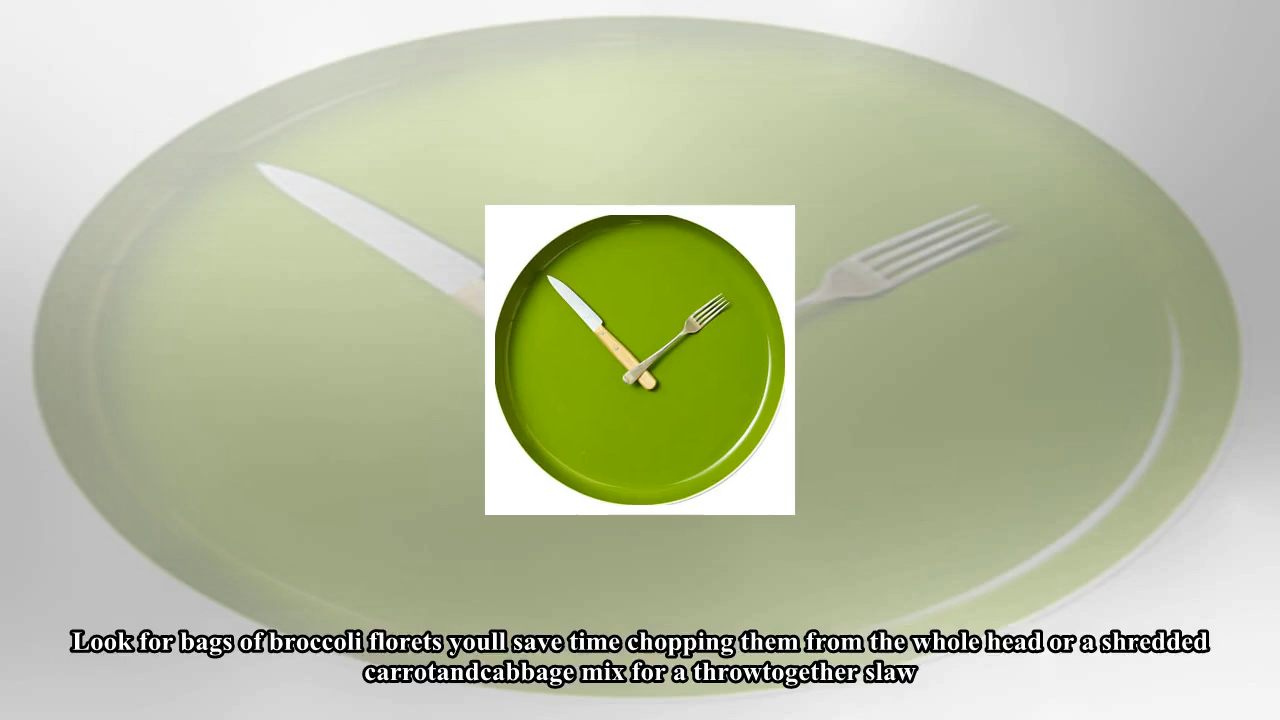 Look for bags of broccoli florets youll save time chopping them from the whole head or a shredded
carrotandcabbage mix for a throwtogether slaw